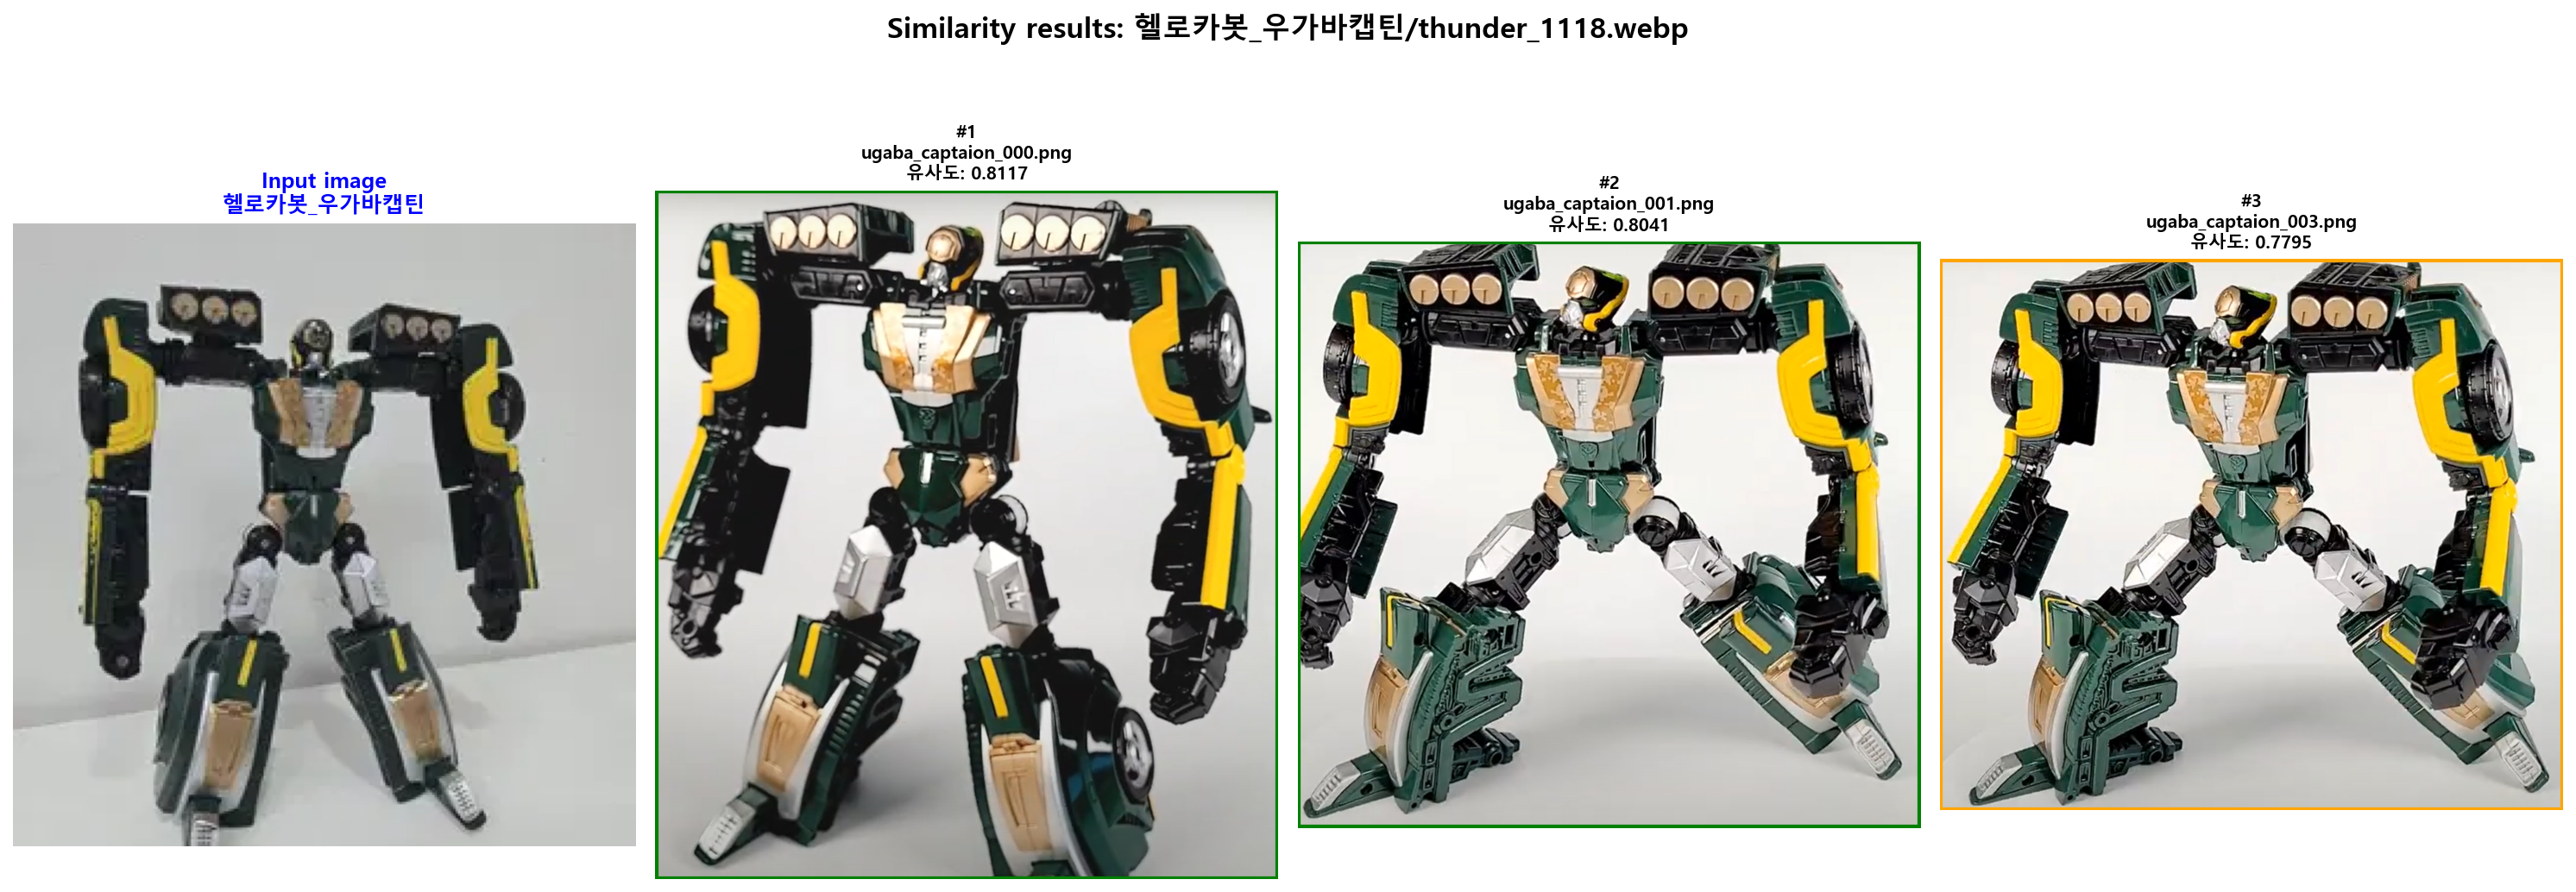 Similarity results: 헬로카봇_우가바캡틴/thunder_1118.webp
Input image
헬로카봇_우가바캡틴
#1
ugaba_captaion_000.png
유사도: 0.8117
#2
ugaba_captaion_001.png
유사도: 0.8041
#3
ugaba_captaion_003.png
유사도: 0.7795